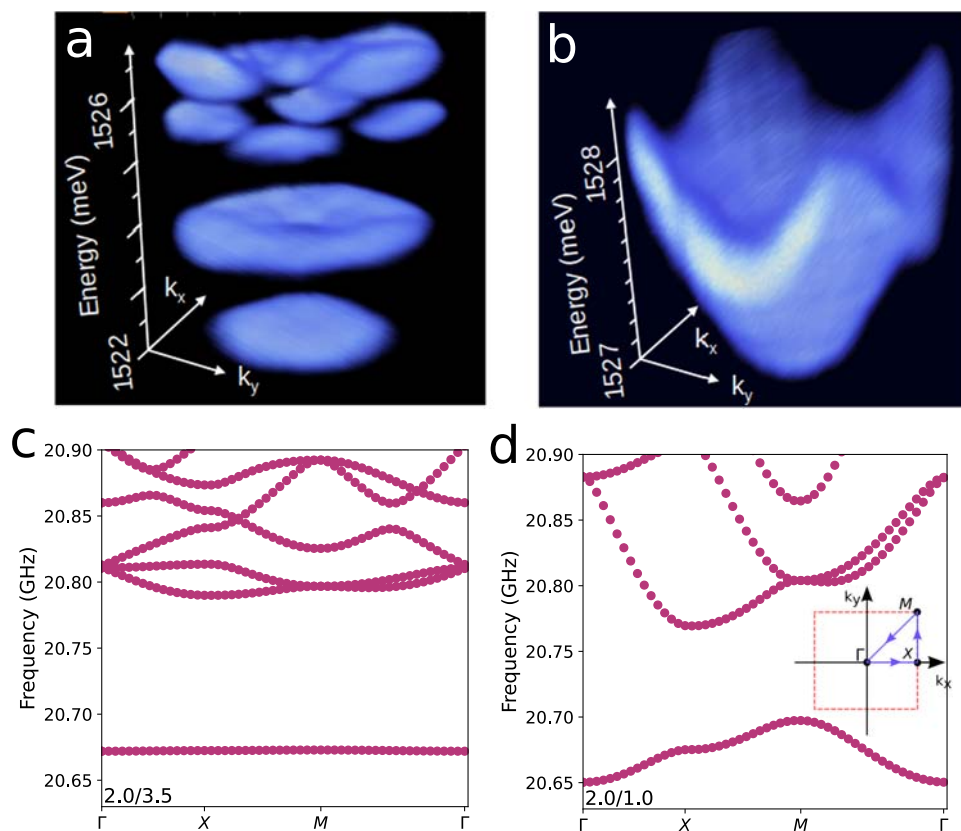 a
1526
Energy (meV)
1522
kx
ky
b
1528
Energy (meV)
1527
kx
ky
c
20.90
20.85
20.80
20.75
20.70
20.65
Frequency (GHz)
2.0/3.5
Γ X M Γ
d
20.90
20.85
20.80
20.75
20.70
20.65
Frequency (GHz)
ky
M
Γ
X
kx
2.0/1.0
Γ X M Γ